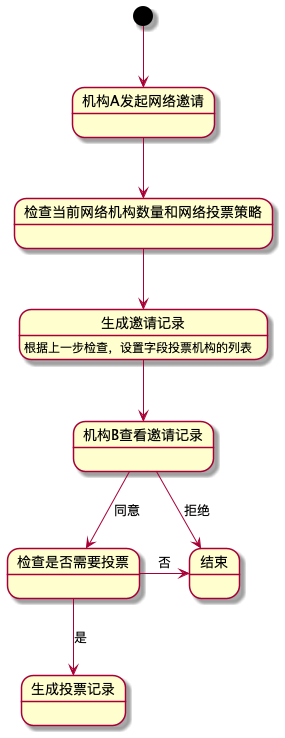 机构A发起网络邀请
检查当前网络机构数量和网络投票策略
生成邀请记录
根据上一步检查，设置字段投票机构的列表
机构B查看邀请记录
同意
拒绝
检查是否需要投票
否
结束
是
生成投票记录